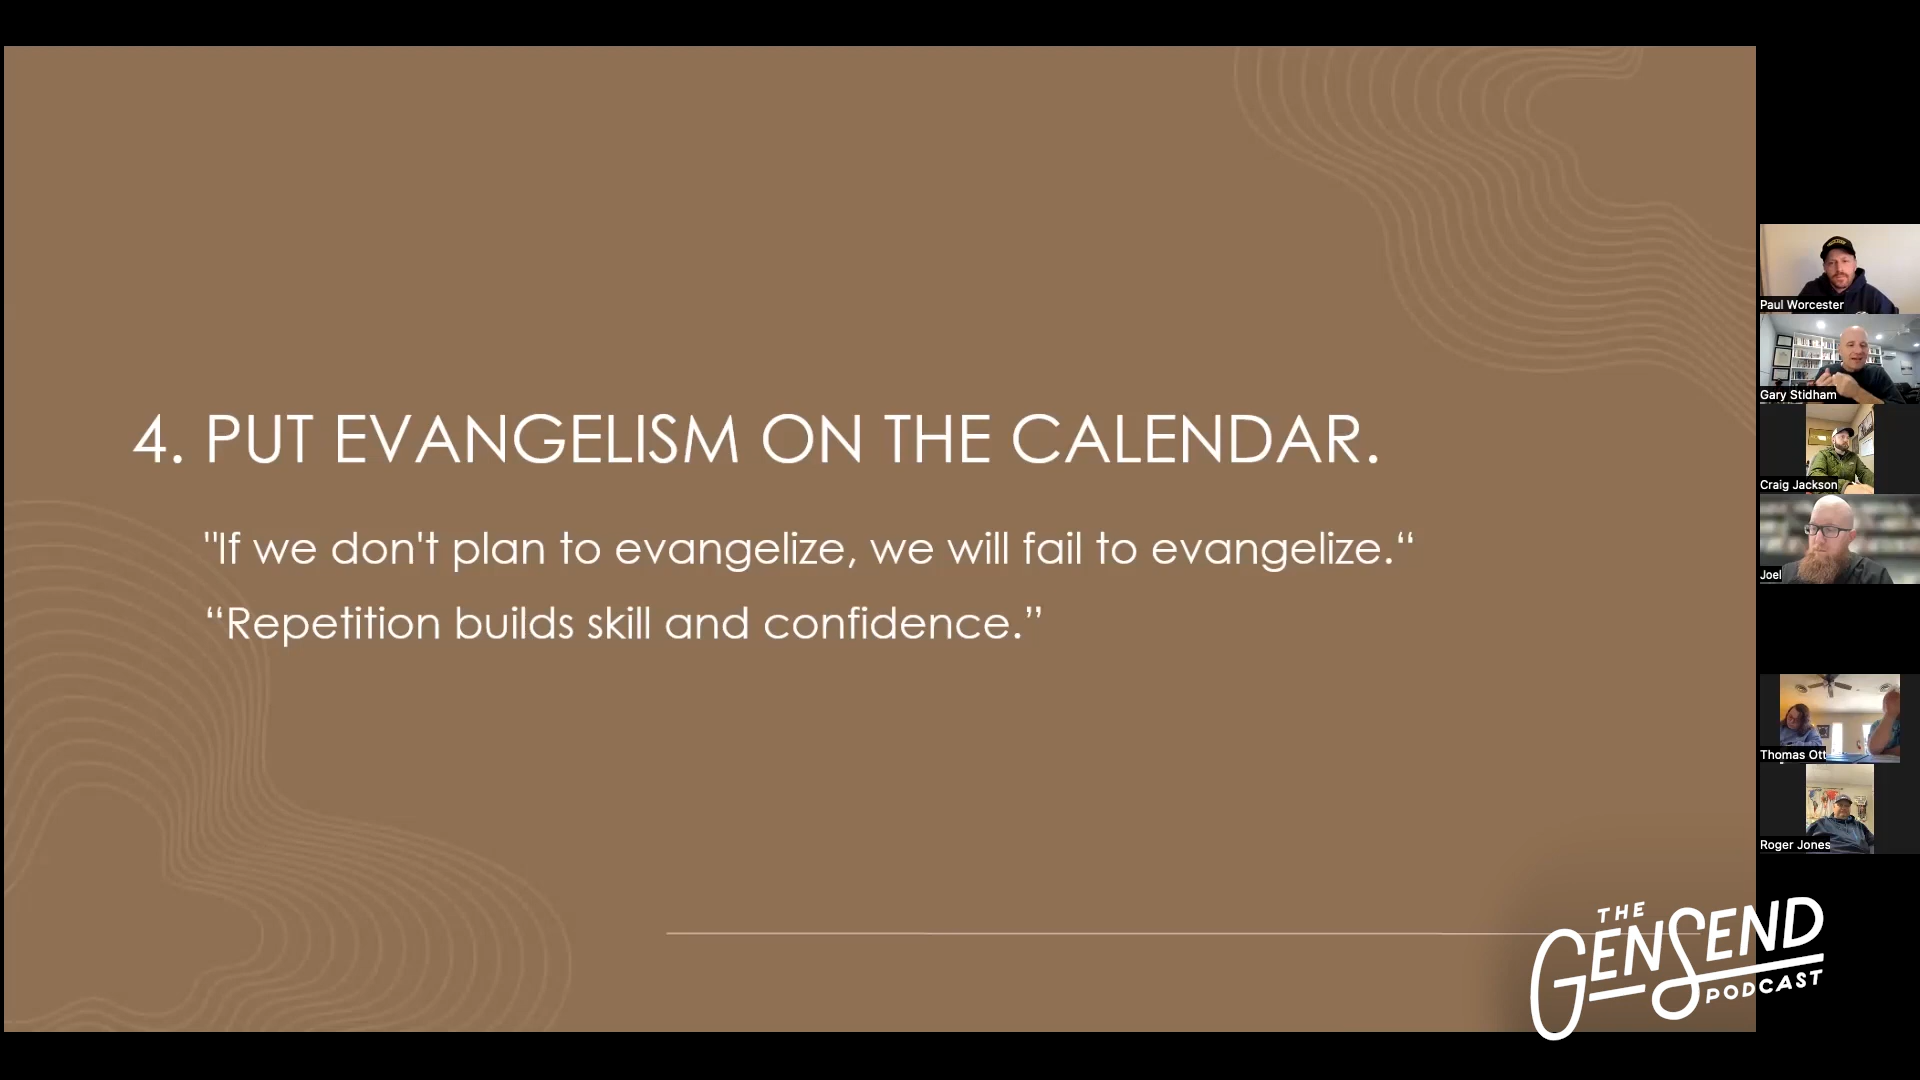 4. PUT EVANGELISM ON THE CALENDAR.
"If we don't plan to evangelize, we will fail to evangelize.“
“Repetition builds skill and confidence.”
Paul Worcester
Gary Stidham
Craig Jackson
Joel
Thomas Ott
Roger Jones
THE
GENSEND
PODCAST